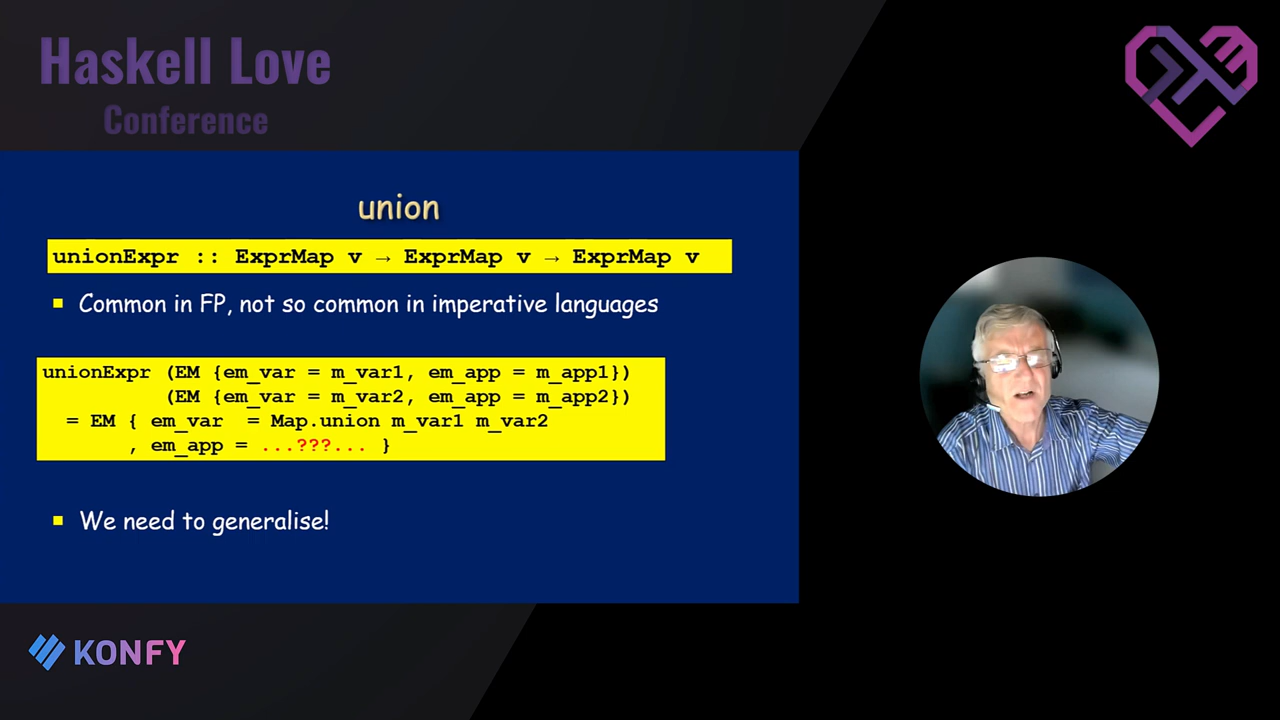 Haskell Love
Conference
union
unionExpr :: ExprMap v → ExprMap v → ExprMap v
Common in FP, not so common in imperative languages
unionExpr (EM {em_var = m_var1, em_app = m_app1})
(EM {em_var = m_var2, em_app = m_app2})
= EM { em_var = Map.union m_var1 m_var2
, em_app = ...???... }
We need to generalise!
KONFY